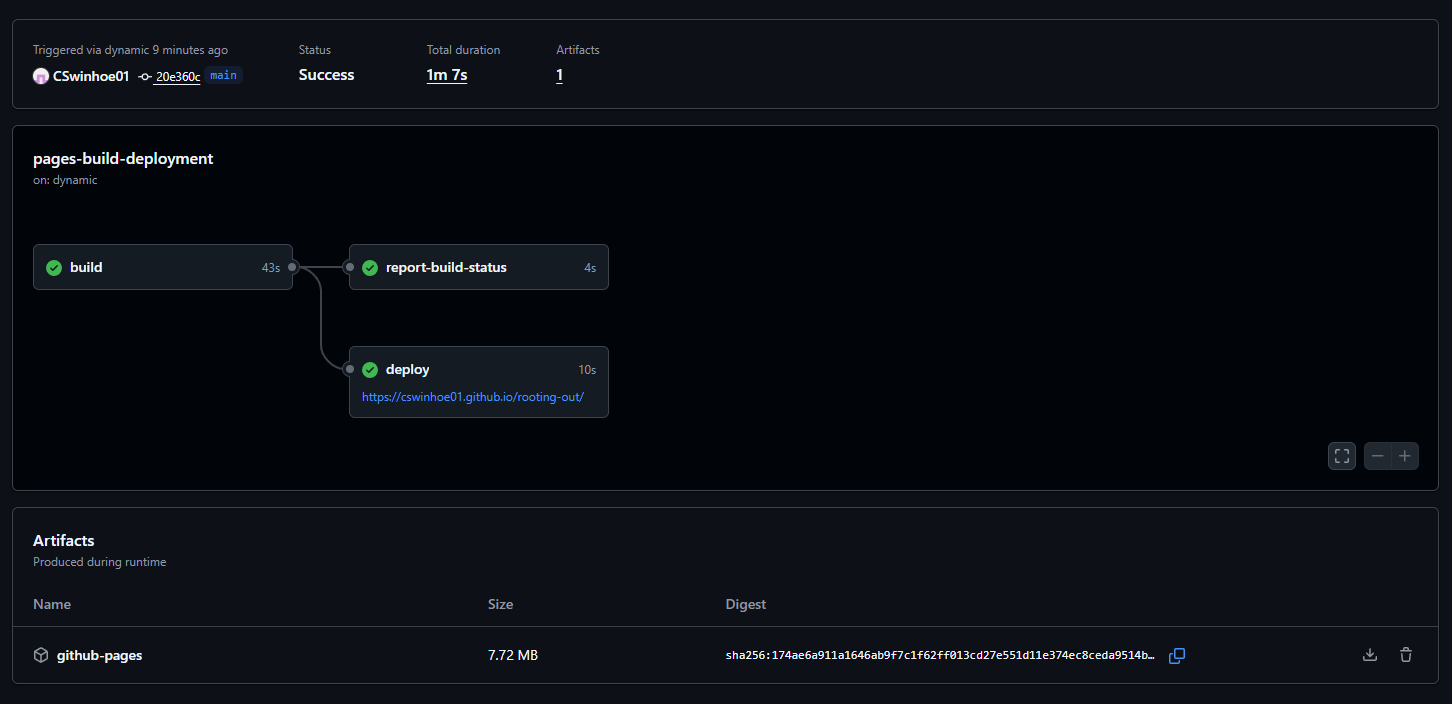 Triggered via dynamic 9 minutes ago
CSwinhoe01 20e360c main
Status
Success
Total duration
1m 7s
Artifacts
1
pages-build-deployment
on: dynamic
build 43s
report-build-status 4s
deploy 10s
https://cswinhoe01.github.io/rooting-out/
Artifacts
Produced during runtime
Name Size Digest
github-pages 7.72 MB sha256:174ae6a911a1646ab9f7c1f62ff013cd27e551d11e374ec8ceda9514b…